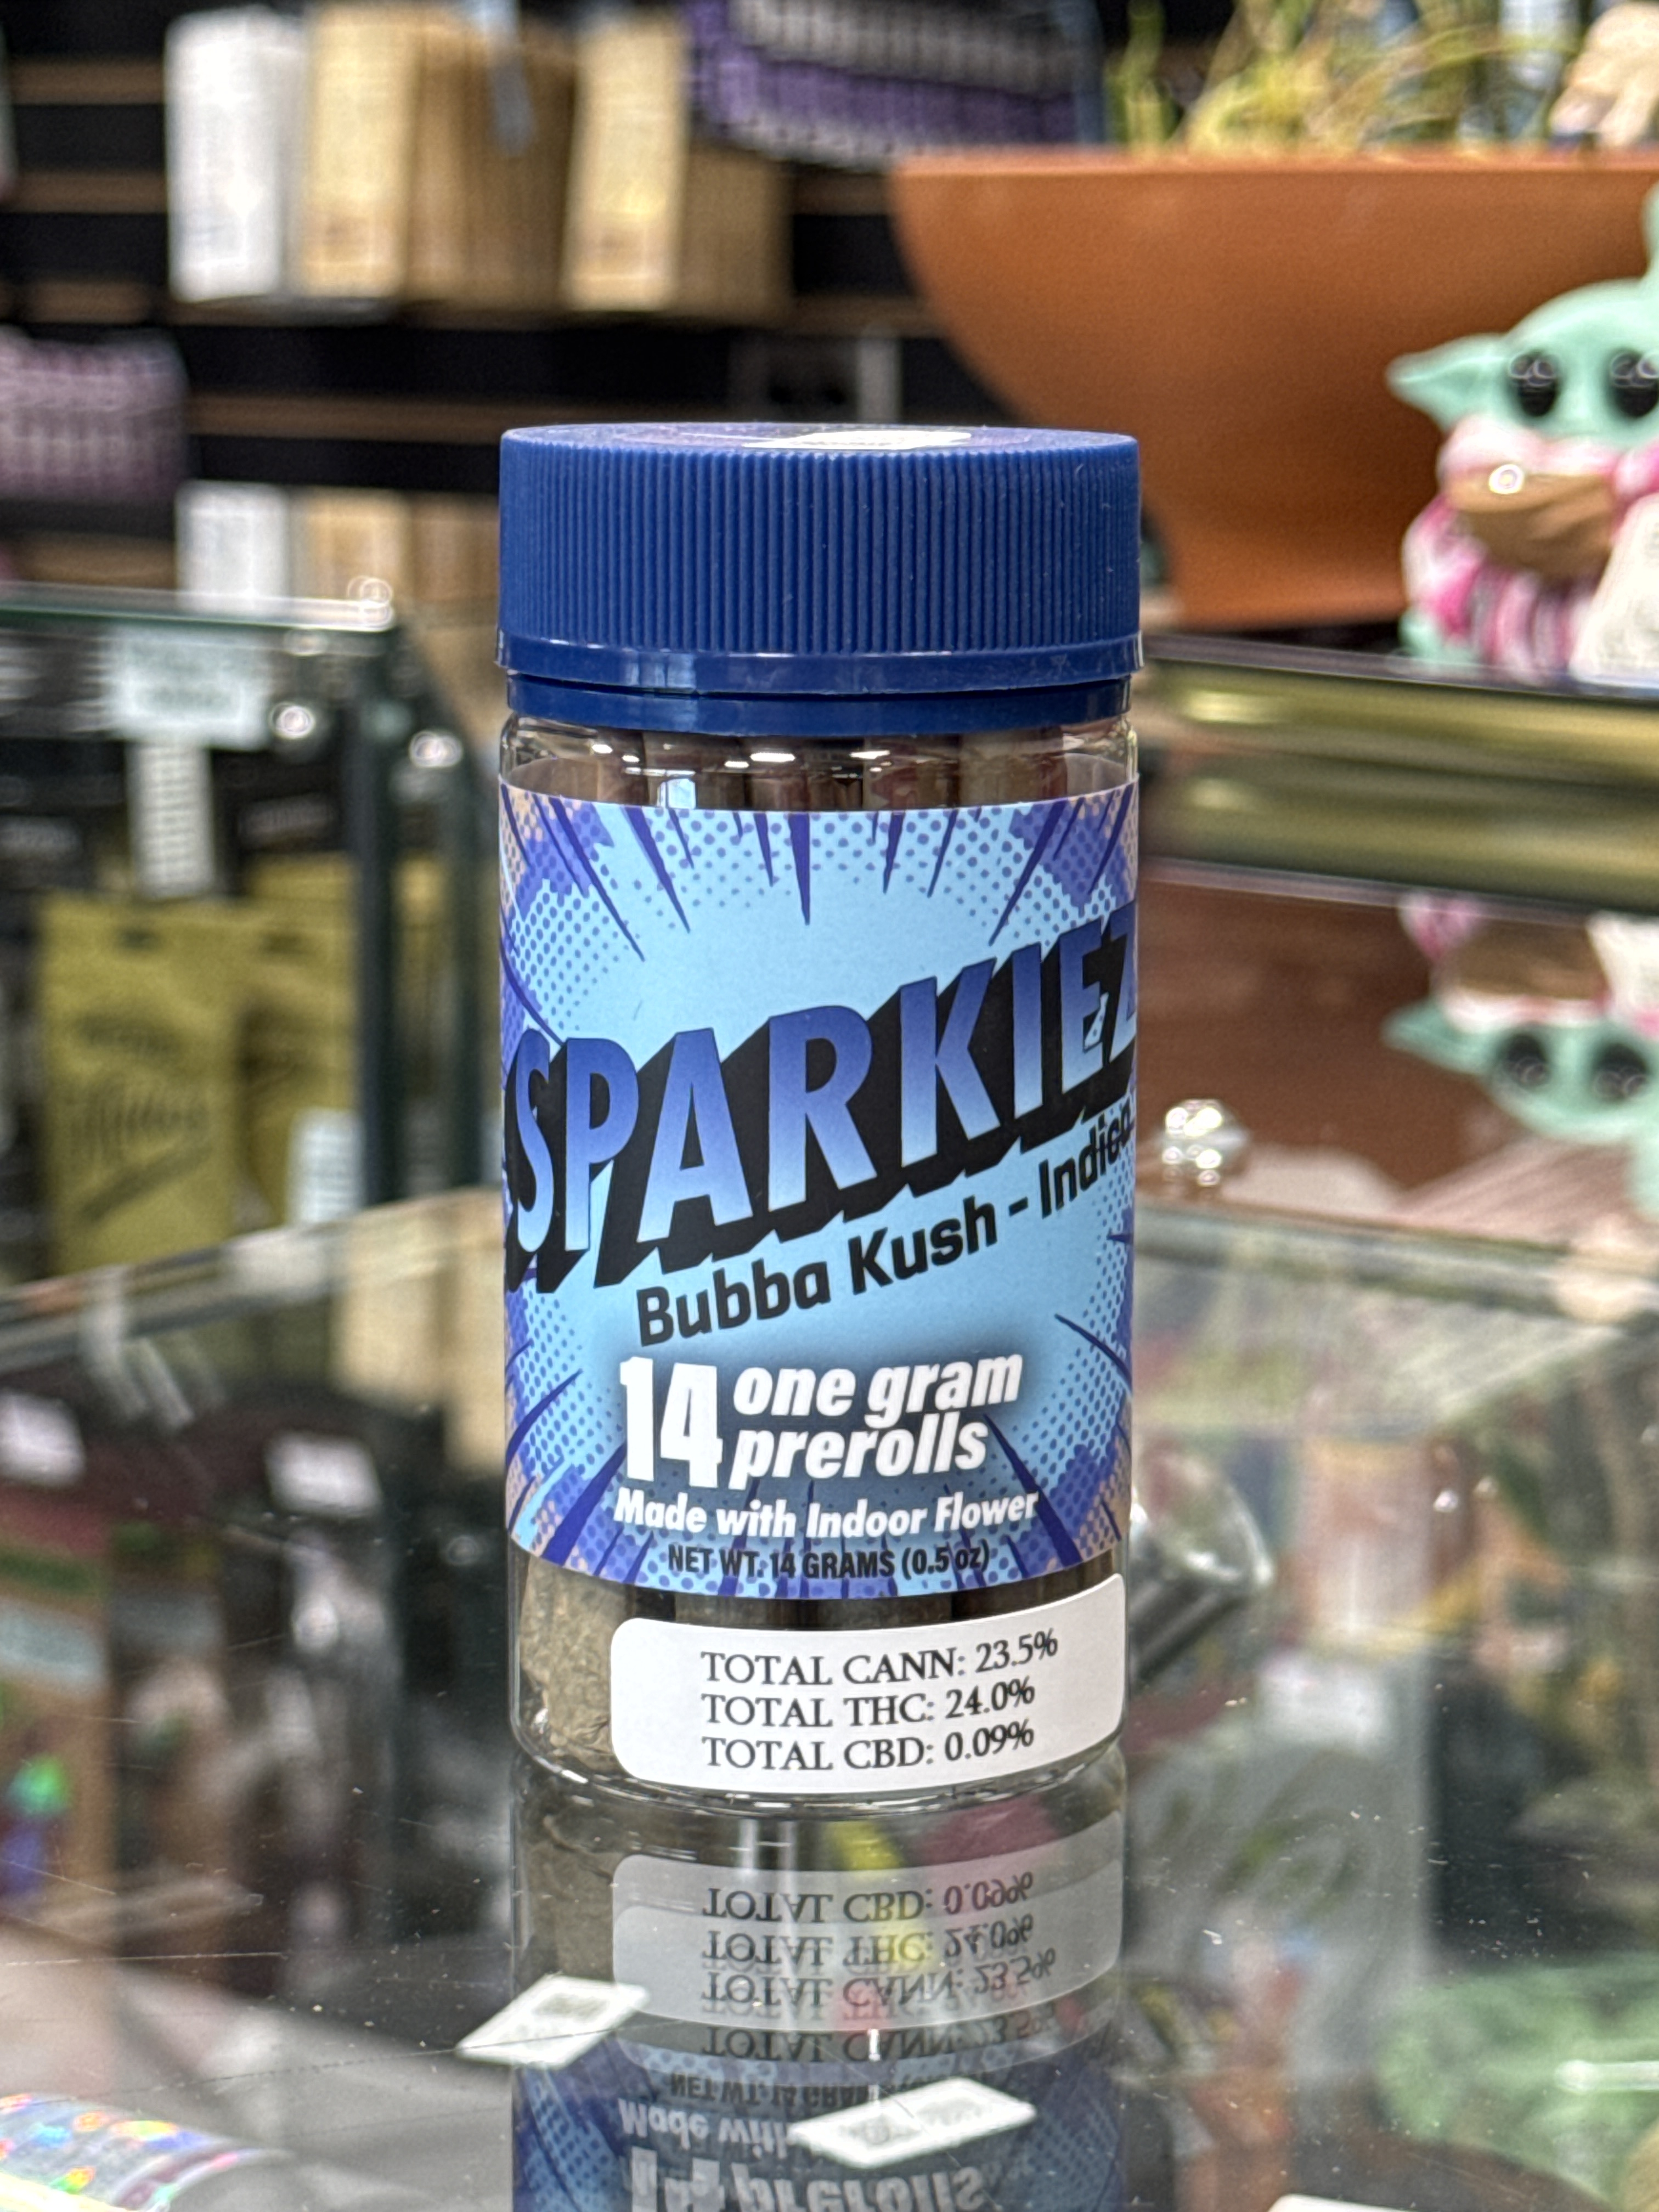 SPARKIEZ
Bubba Kush - Indica
14 one gram
prerolls
Made with Indoor Flower
NET WT. 14 GRAMS (0.5 oz)
TOTAL CANN: 23.5%
TOTAL THC: 24.0%
TOTAL CBD: 0.09%